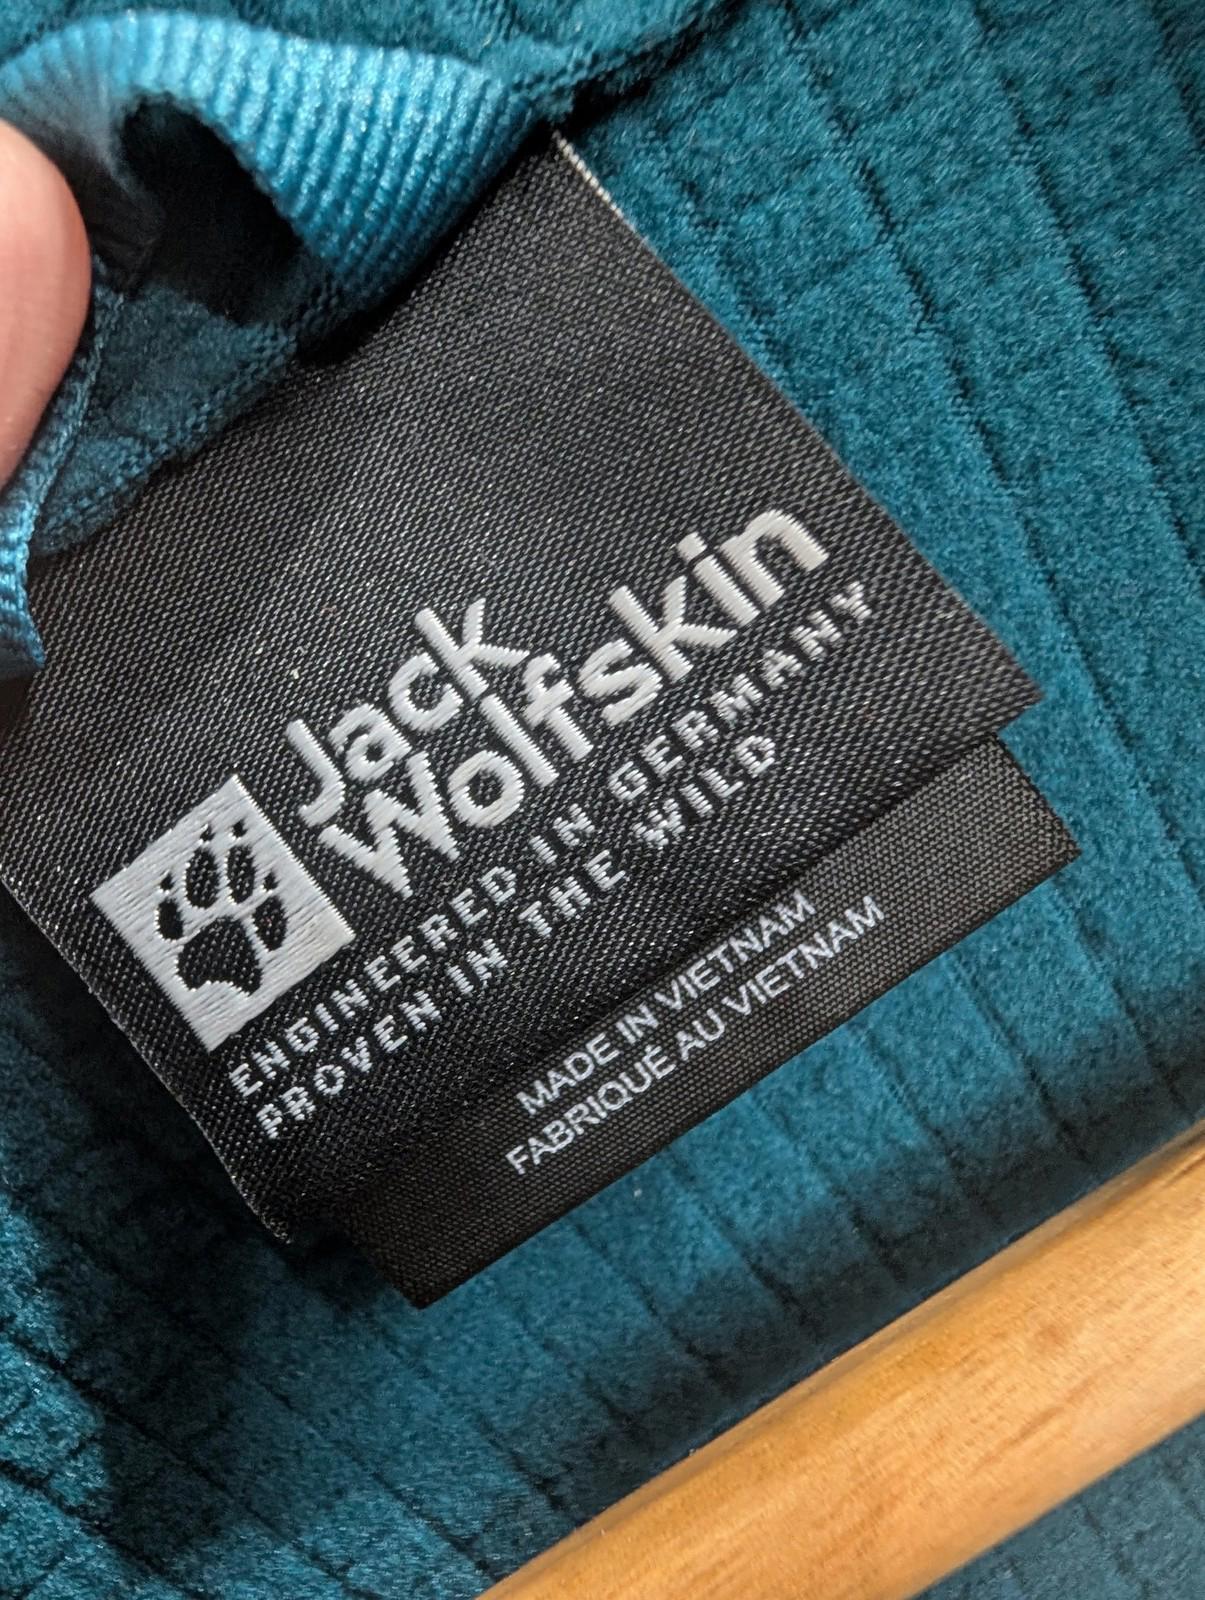 Jack
Wolfskin
ENGINEERED IN GERMANY
PROVEN IN THE WILD
MADE IN VIETNAM
FABRIQUÉ AU VIETNAM